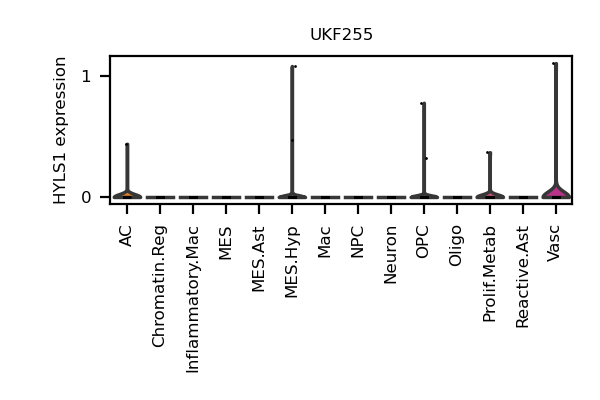 UKF255
HYLS1 expression
1
0
AC
Chromatin.Reg
Inflammatory.Mac
MES
MES.Ast
MES.Hyp
Mac
NPC
Neuron
OPC
Oligo
Prolif.Metab
Reactive.Ast
Vasc